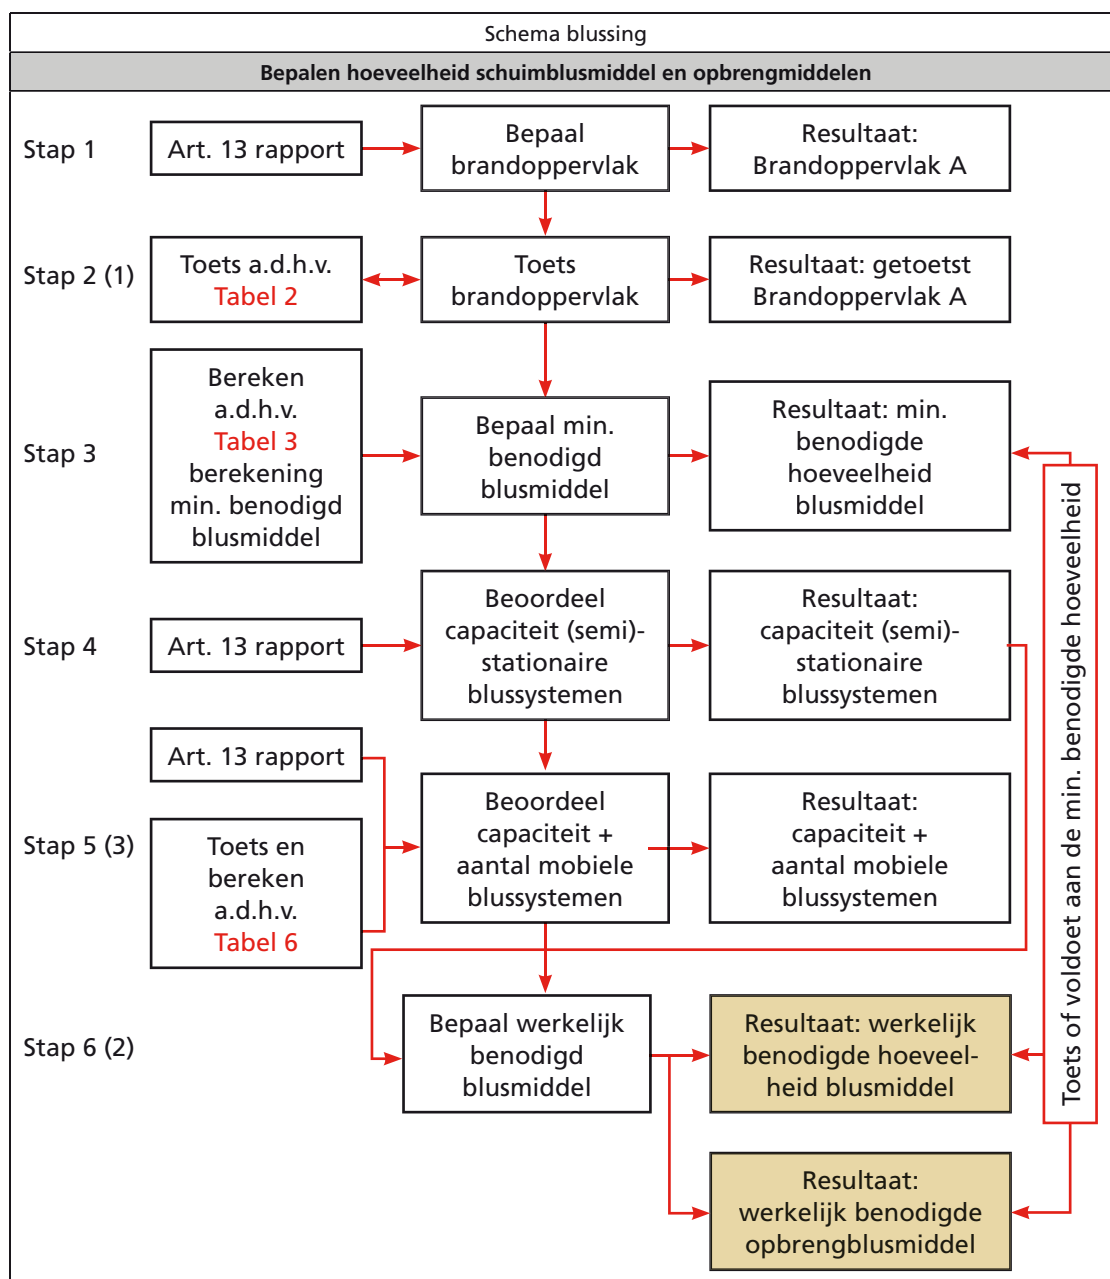 Schema blussing
Bepalen hoeveelheid schuimblusmiddel en opbrengmiddelen
Stap 1
Art. 13 rapport
Bepaal
brandoppervlak
Resultaat:
Brandoppervlak A
Stap 2 (1)
Toets a.d.h.v.
Tabel 2
Toets
brandoppervlak
Resultaat: getoetst
Brandoppervlak A
Stap 3
Bereken
a.d.h.v.
Tabel 3
berekening
min. benodigd
blusmiddel
Bepaal min.
benodigd
blusmiddel
Resultaat: min.
benodigde
hoeveelheid
blusmiddel
Stap 4
Art. 13 rapport
Beoordeel
capaciteit (semi)-
stationaire
blussystemen
Resultaat:
capaciteit (semi)-
stationaire
blussystemen
Stap 5 (3)
Art. 13 rapport
Toets en
bereken
a.d.h.v.
Tabel 6
Beoordeel
capaciteit +
aantal mobiele
blussystemen
Resultaat:
capaciteit +
aantal mobiele
blussystemen
Stap 6 (2)
Bepaal werkelijk
benodigd
blusmiddel
Resultaat: werkelijk
benodigde hoeveel-
heid blusmiddel
Resultaat:
werkelijk benodigde
opbrengblusmiddel
Toets of voldoet aan de min. benodigde hoeveelheid